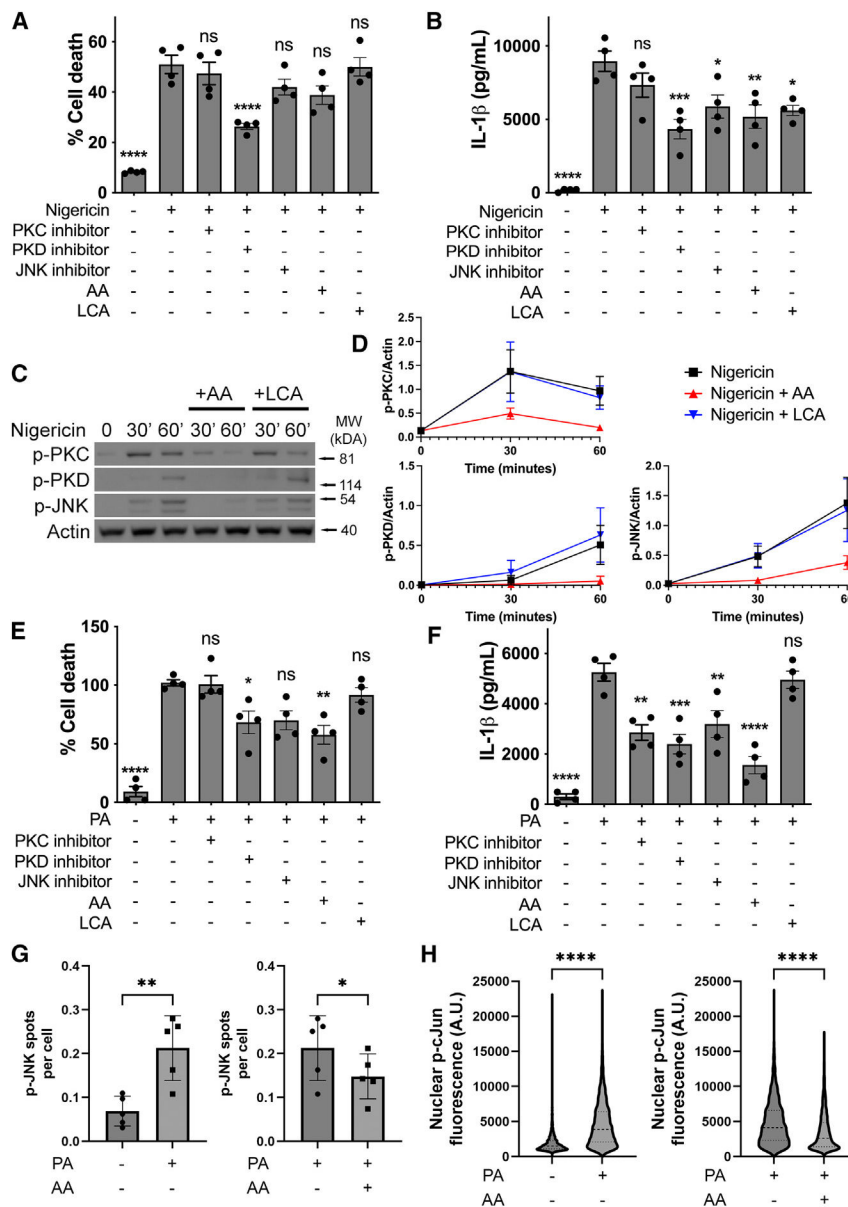 A
% Cell death
60
40
20
0
****
ns
****
ns
ns
ns
Nigericin - + + + + + +
PKC inhibitor - - + - - - -
PKD inhibitor - - - + - - -
JNK inhibitor - - - - + - -
AA - - - - - + -
LCA - - - - - - +
B
IL-1β (pg/mL)
10000
5000
0
****
ns
***
*
**
*
Nigericin - + + + + + +
PKC inhibitor - - + - - - -
PKD inhibitor - - - + - - -
JNK inhibitor - - - - + - -
AA - - - - - + -
LCA - - - - - - +
C
+AA +LCA
Nigericin 0 30' 60' 30' 60' 30' 60'
MW
(kDA)
p-PKC
81
p-PKD
114
p-JNK
54
Actin
40
D
p-PKC/Actin
2.5
2.0
1.5
1.0
0.5
0.0
0 30 60
Time (minutes)
Nigericin
Nigericin + AA
Nigericin + LCA
p-PKD/Actin
1.5
1.0
0.5
0.0
0 30 60
Time (minutes)
p-JNK/Actin
2.0
1.5
1.0
0.5
0.0
0 30 60
Time (minutes)
E
% Cell death
150
100
50
0
****
ns
*
ns
**
ns
PA - + + + + + +
PKC inhibitor - - + - - - -
PKD inhibitor - - - + - - -
JNK inhibitor - - - - + - -
AA - - - - - + -
LCA - - - - - - +
F
IL-1β (pg/mL)
6000
4000
2000
0
****
**
***
**
****
ns
PA - + + + + + +
PKC inhibitor - - + - - - -
PKD inhibitor - - - + - - -
JNK inhibitor - - - - + - -
AA - - - - - + -
LCA - - - - - - +
G
p-JNK spots
per cell
0.4
0.3
0.2
0.1
0.0
**
PA - +
AA - -
p-JNK spots
per cell
0.4
0.3
0.2
0.1
0.0
*
PA + +
AA - +
H
Nuclear p-cJun
fluorescence (A.U.)
25000
20000
15000
10000
5000
0
****
PA - +
AA - -
Nuclear p-cJun
fluorescence (A.U.)
25000
20000
15000
10000
5000
0
****
PA + +
AA - +